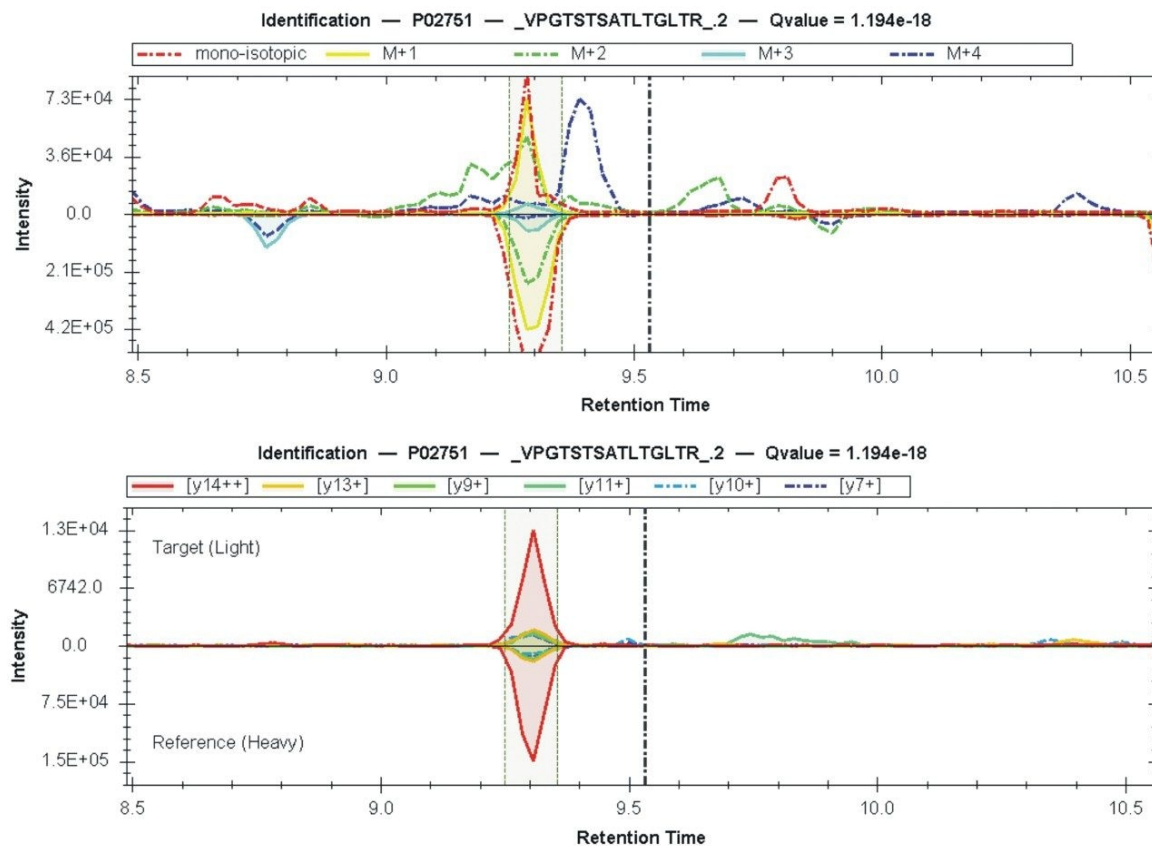 Identification — P02751 — _VPGTSTSATLTGLTR_.2 — Qvalue = 1.194e-18
mono-isotopic M+1 M+2 M+3 M+4
7.3E+04
3.6E+04
0.0
2.1E+05
4.2E+05
Intensity
8.5 9.0 9.5 10.0 10.5
Retention Time
Identification — P02751 — _VPGTSTSATLTGLTR_.2 — Qvalue = 1.194e-18
[y14++] [y13+] [y9+] [y11+] [y10+] [y7+]
1.3E+04
Target (Light)
6742.0
0.0
7.5E+04
Reference (Heavy)
1.5E+05
Intensity
8.5 9.0 9.5 10.0 10.5
Retention Time